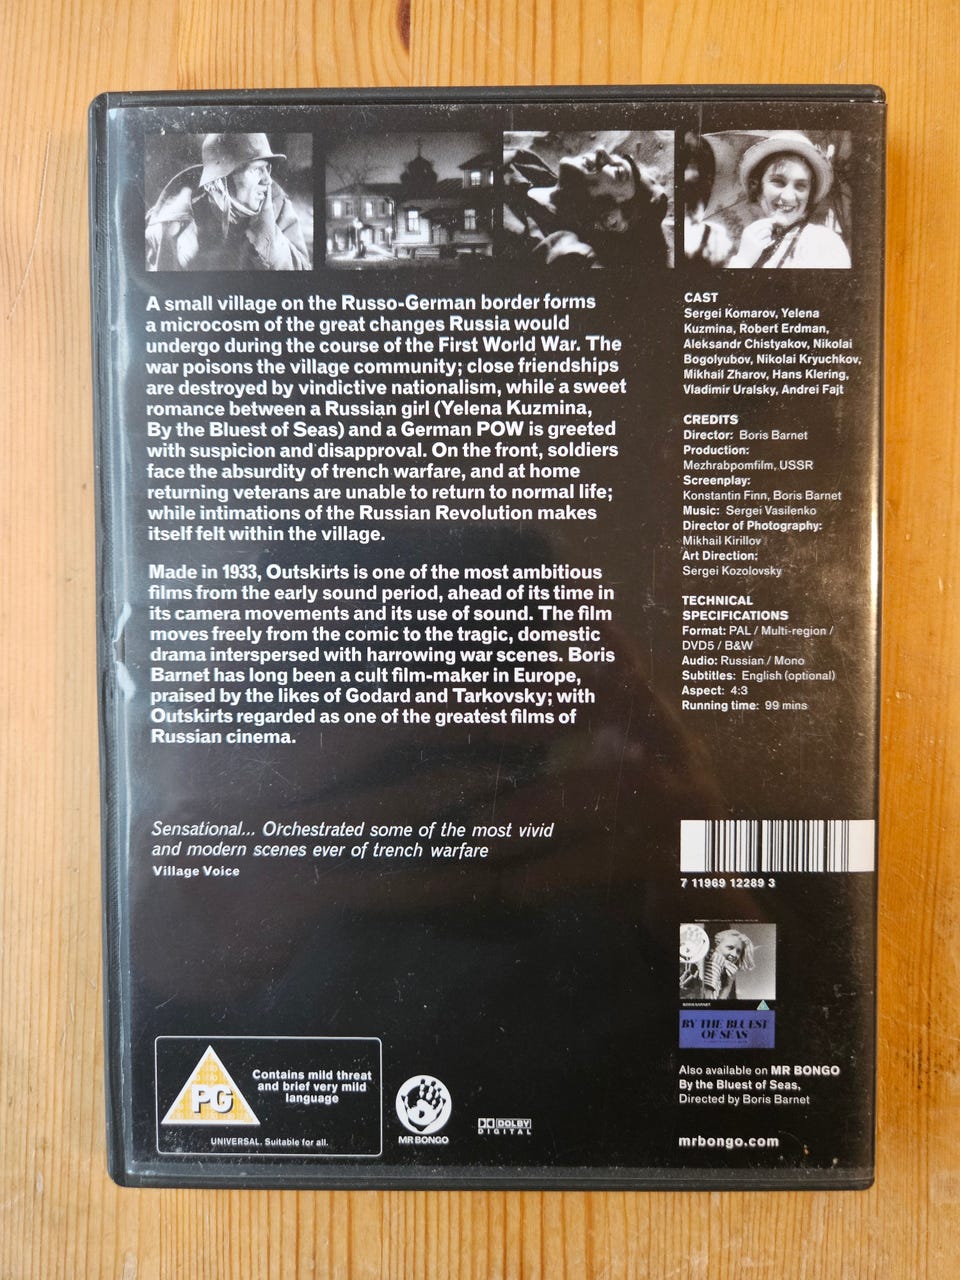 A small village on the Russo-German border forms
a microcosm of the great changes Russia would
undergo during the course of the First World War. The
war poisons the village community; close friendships
are destroyed by vindictive nationalism, while a sweet
romance between a Russian girl (Yelena Kuzmina,
By the Bluest of Seas) and a German POW is greeted
with suspicion and disapproval. On the front, soldiers
face the absurdity of trench warfare, and at home
returning veterans are unable to return to normal life;
while intimations of the Russian Revolution makes
itself felt within the village.
Made in 1933, Outskirts is one of the most ambitious
films from the early sound period, ahead of its time in
its camera movements and its use of sound. The film
moves freely from the comic to the tragic, domestic
drama interspersed with harrowing war scenes. Boris
Barnet has long been a cult film-maker in Europe,
praised by the likes of Godard and Tarkovsky; with
Outskirts regarded as one of the greatest films of
Russian cinema.
Sensational... Orchestrated some of the most vivid
and modern scenes ever of trench warfare
Village Voice
CAST
Sergei Komarov, Yelena
Kuzmina, Robert Erdman,
Aleksandr Chistyakov, Nikolai
Bogolyubov, Nikolai Kryuchkov,
Mikhail Zharov, Hans Klering,
Vladimir Uralsky, Andrei Fajt
CREDITS
Director: Boris Barnet
Production:
Mezhrabpomfilm, USSR
Screenplay:
Konstantin Finn, Boris Barnet
Music: Sergei Vasilenko
Director of Photography:
Mikhail Kirillov
Art Direction:
Sergei Kozolovsky
TECHNICAL
SPECIFICATIONS
Format: PAL / Multi-region /
DVD5 / B&W
Audio: Russian / Mono
Subtitles: English (optional)
Aspect: 4:3
Running time: 99 mins
7 11969 12289 3
BORIS BARNET
BY THE BLUEST
OF SEAS
Also available on MR BONGO
By the Bluest of Seas,
Directed by Boris Barnet
mrbongo.com
PG
Contains mild threat
and brief very mild
language
UNIVERSAL. Suitable for all.
MR BONGO
DOLBY
DIGITAL